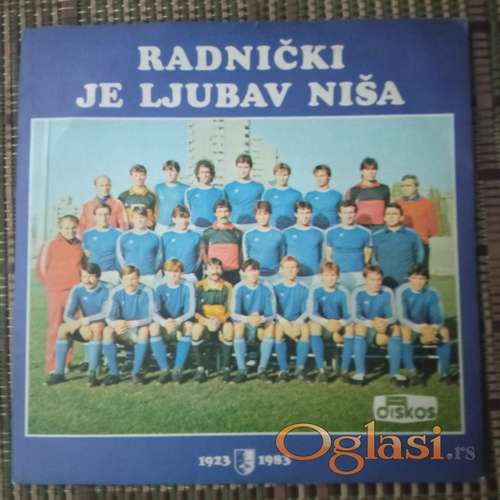 RADNIČKI
JE LJUBAV NIŠA
DISKOS
1923 1983
Oglasi.rs